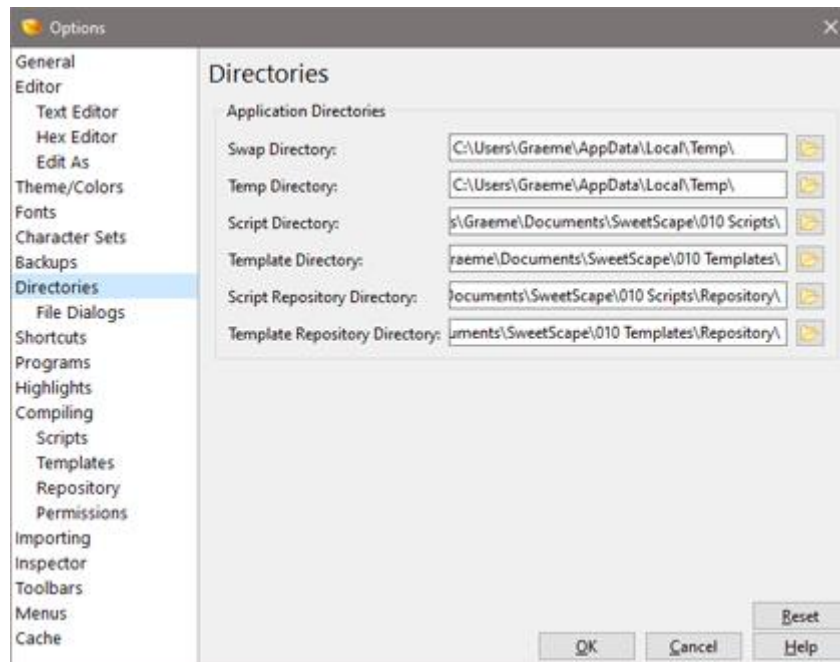 Options
General
Editor
Text Editor
Hex Editor
Edit As
Theme/Colors
Fonts
Character Sets
Backups
Directories
File Dialogs
Shortcuts
Programs
Highlights
Compiling
Scripts
Templates
Repository
Permissions
Importing
Inspector
Toolbars
Menus
Cache
Directories
Application Directories
Swap Directory: C:\Users\Graeme\AppData\Local\Temp\
Temp Directory: C:\Users\Graeme\AppData\Local\Temp\
Script Directory: s\Graeme\Documents\SweetScape\010 Scripts\
Template Directory: raeme\Documents\SweetScape\010 Templates\
Script Repository Directory: Documents\SweetScape\010 Scripts\Repository\
Template Repository Directory: uments\SweetScape\010 Templates\Repository\
Reset
OK Cancel Help